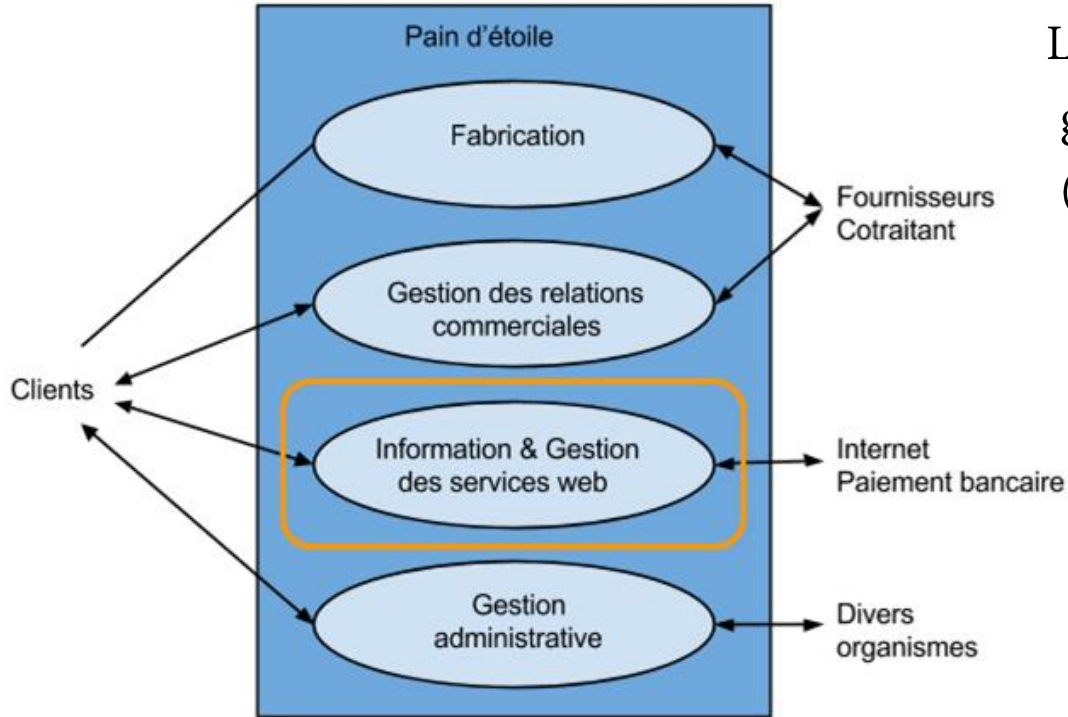 Pain d'étoile
Fabrication
Fournisseurs
Cotraitant
Gestion des relations
commerciales
Clients
Information & Gestion
des services web
Internet
Paiement bancaire
Gestion
administrative
Divers
organismes
L
g
(